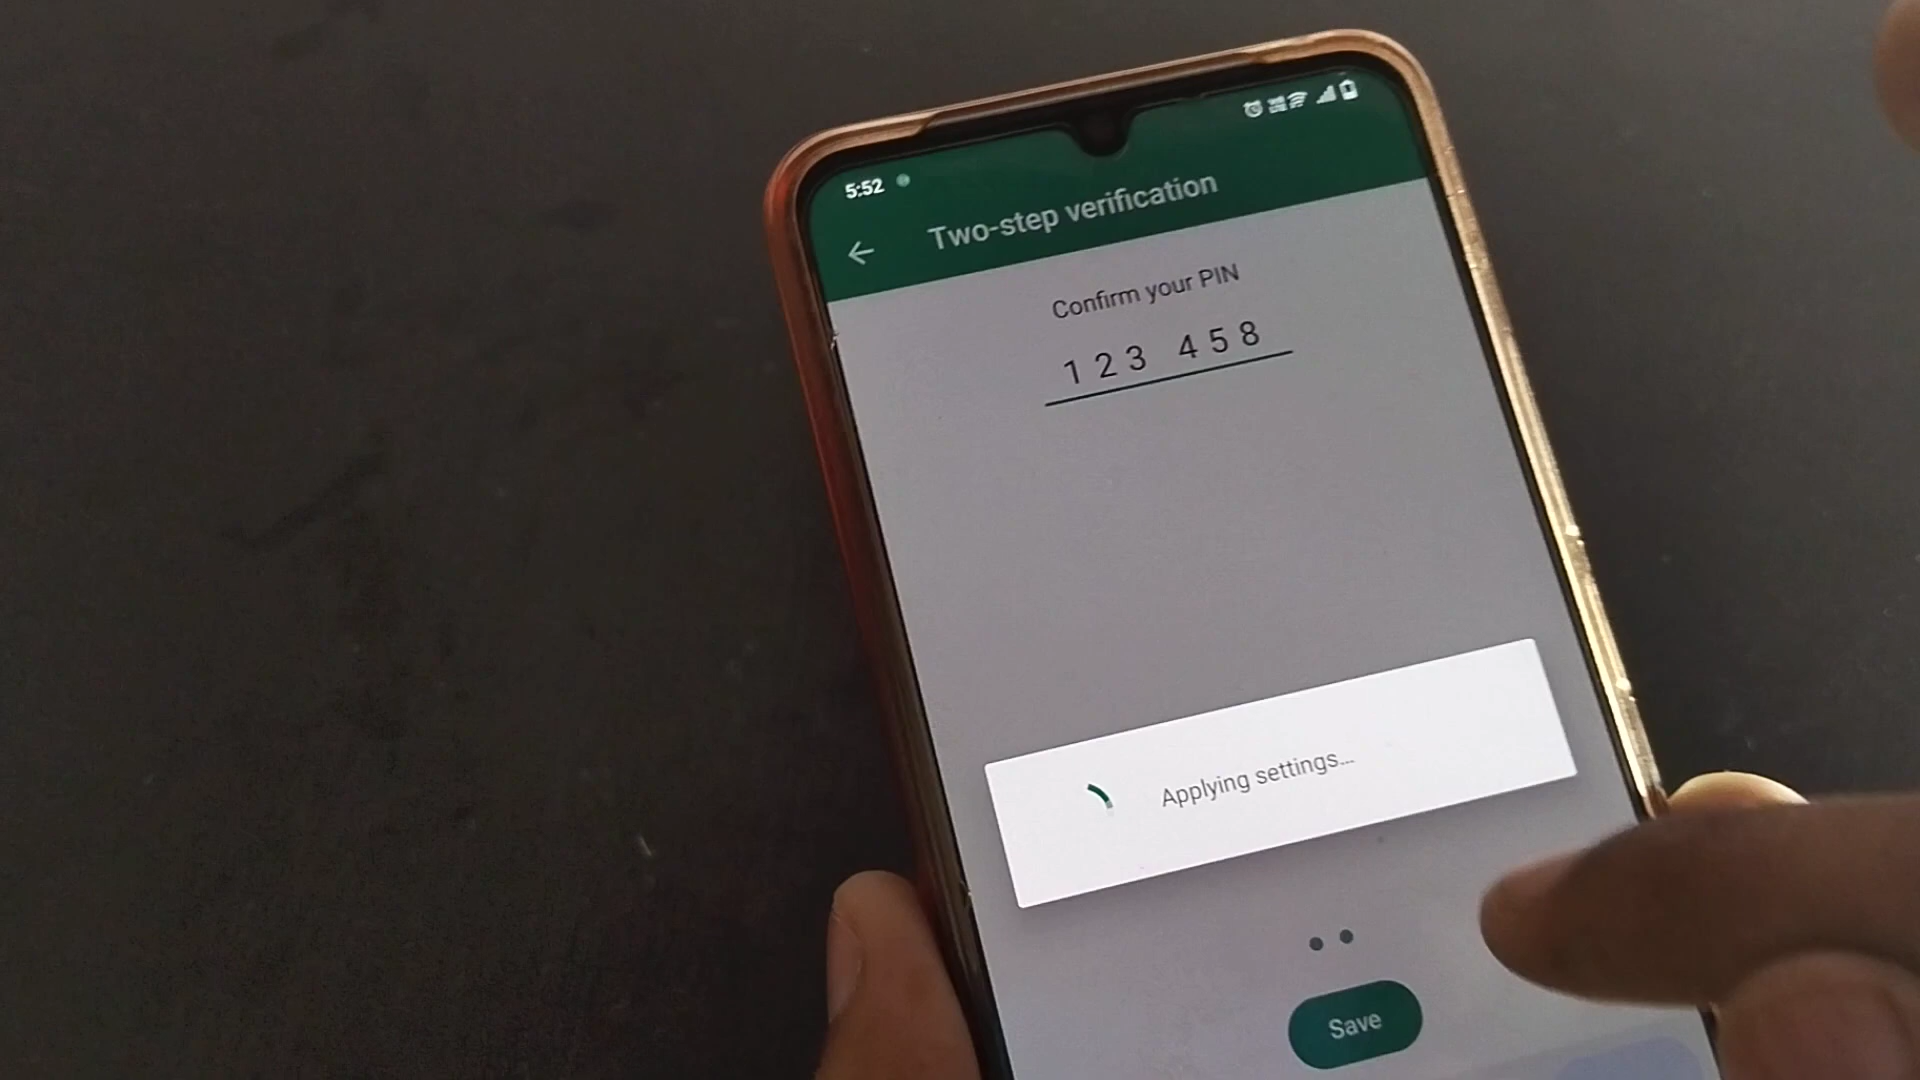 5:52
Two-step verification
Confirm your PIN
123 458
Applying settings...
Save